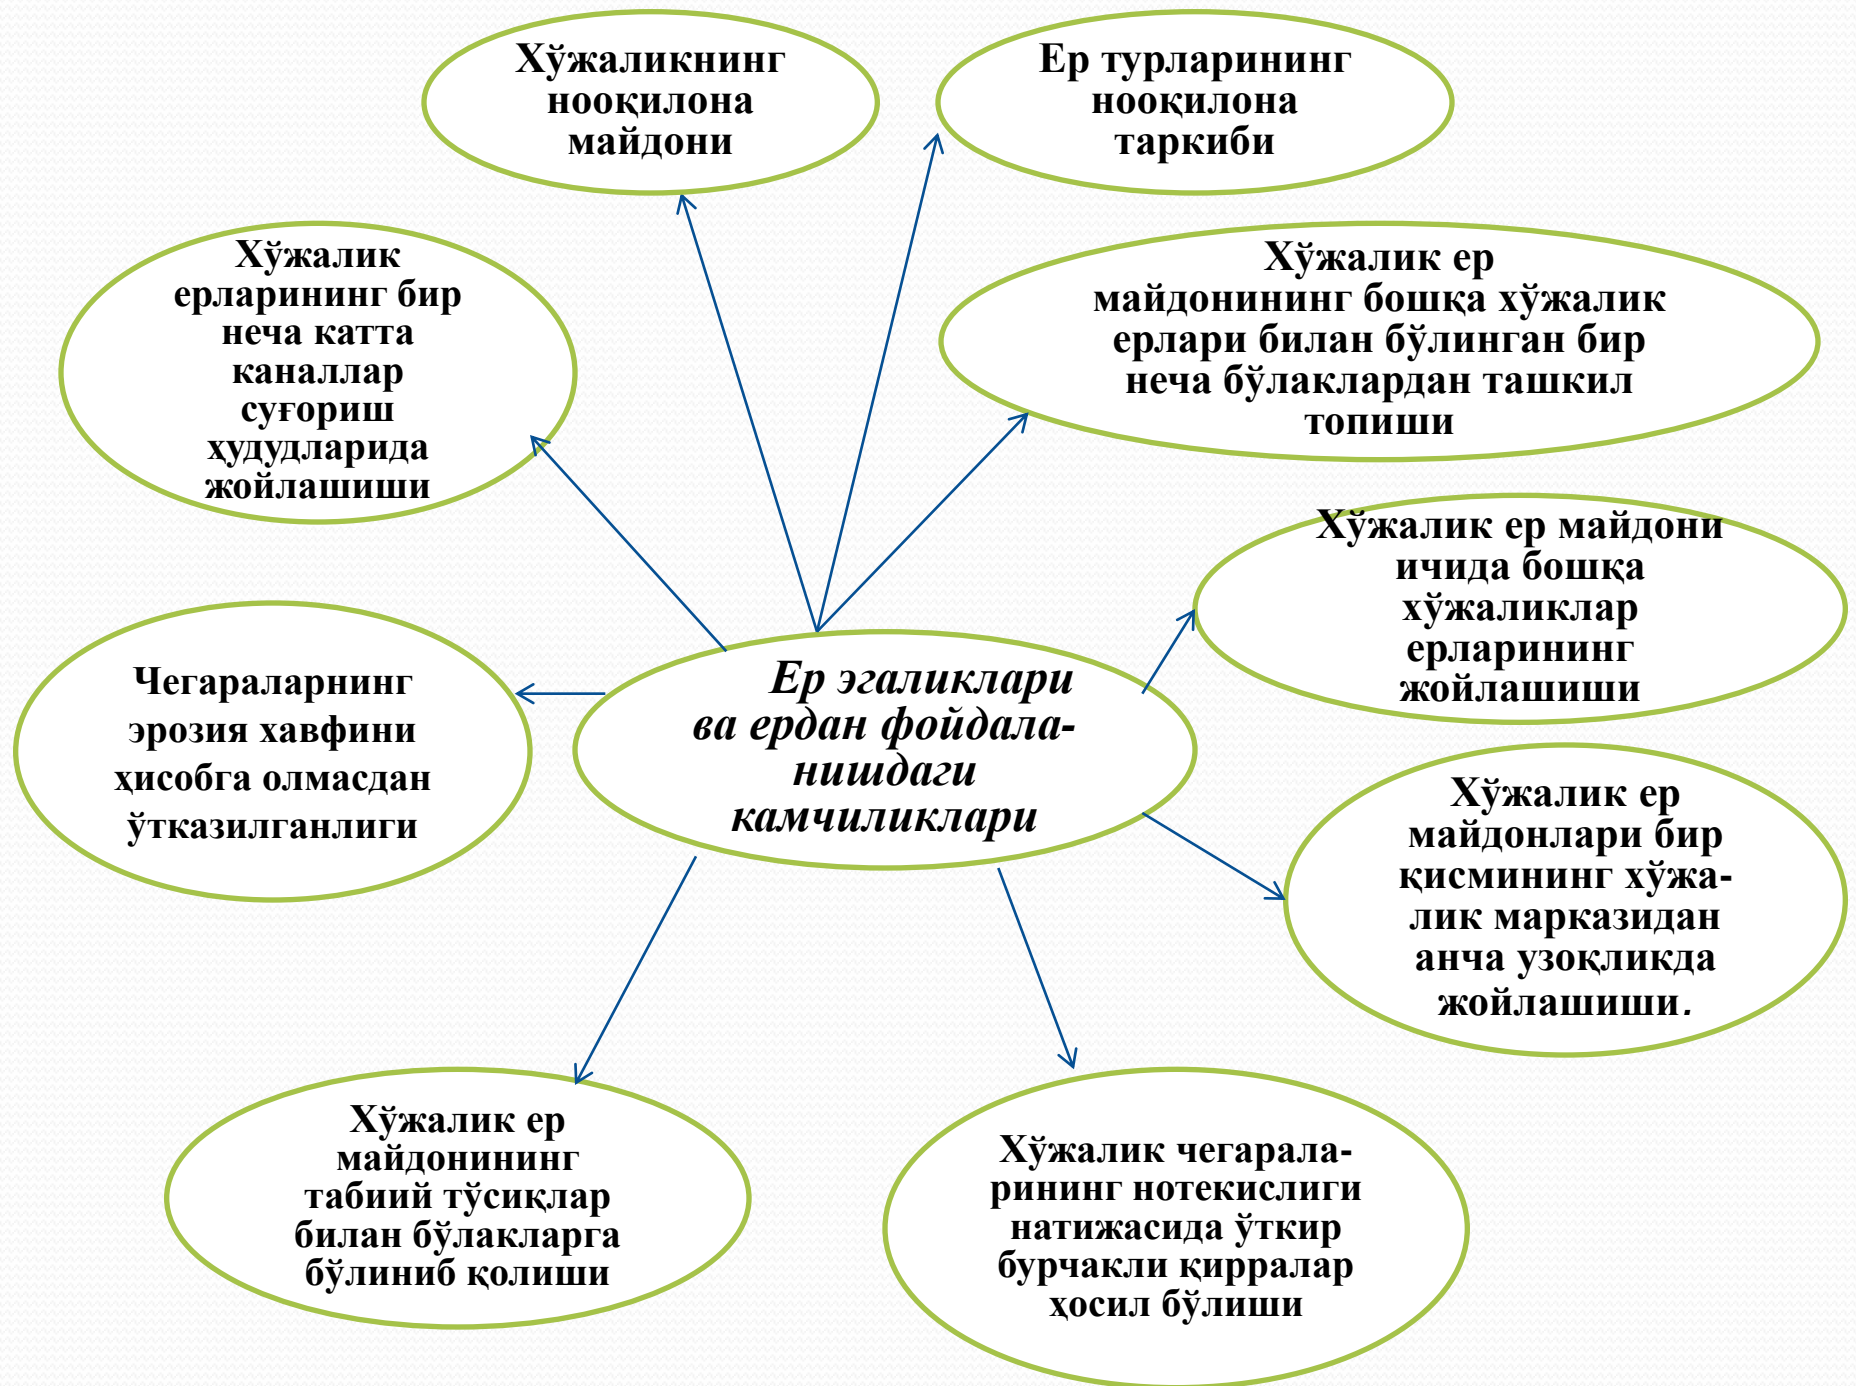 Хўжаликнинг
нооқилона
майдони
Ер турларининг
нооқилона
таркиби
Хўжалик
ерларининг бир
неча катта
каналлар
суғориш
ҳудудларида
жойлашиши
Хўжалик ер
майдонининг бошқа хўжалик
ерлари билан бўлинган бир
неча бўлаклардан ташкил
топиши
Хўжалик ер майдони
ичида бошқа
хўжаликлар
ерларининг
жойлашиши
Чегараларнинг
эрозия хавфини
ҳисобга олмасдан
ўтказилганлиги
Ер эгаликлари
ва ердан фойдала-
нишдаги
камчиликлари
Хўжалик ер
майдонлари бир
қисмининг хўжа-
лик марказидан
анча узоқликда
жойлашиши.
Хўжалик ер
майдонининг
табиий тўсиқлар
билан бўлакларга
бўлиниб қолиши
Хўжалик чегарала-
рининг нотекислиги
натижасида ўткир
бурчакли қирралар
ҳосил бўлиши